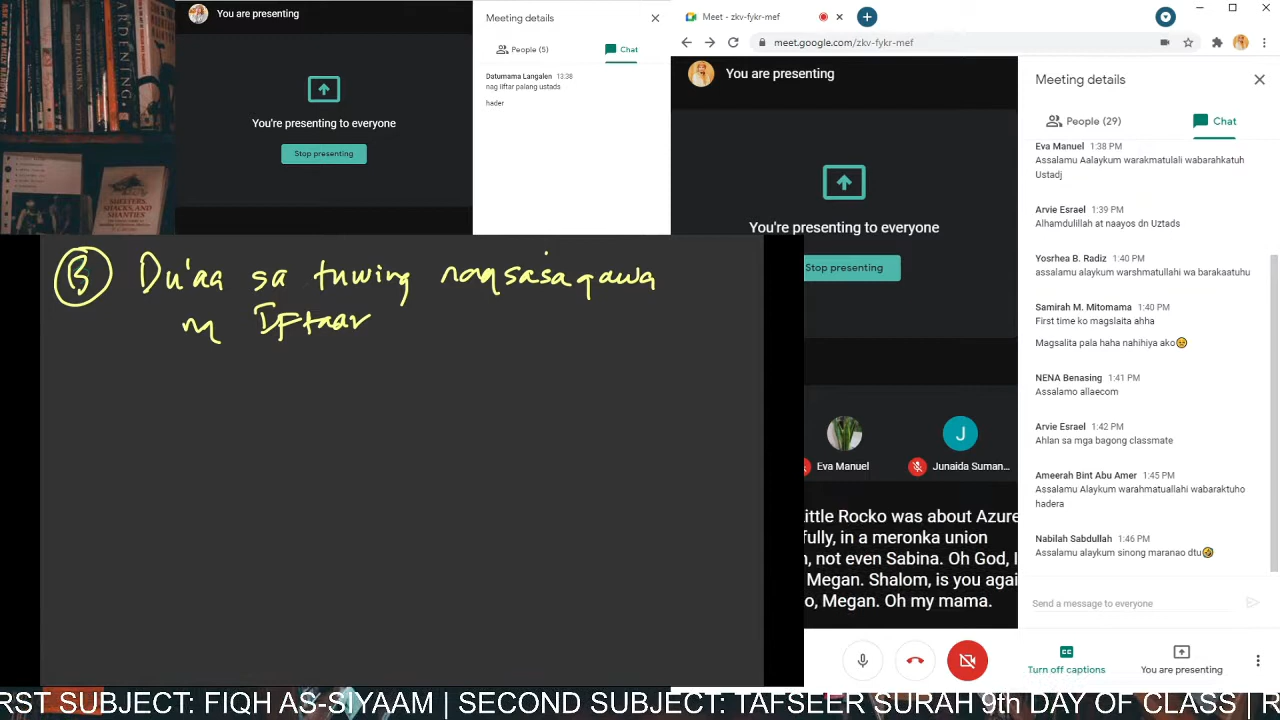 You are presenting
You're presenting to everyone
Stop presenting
Meeting details
People (5)
Chat
Datumama Langalen 13:38
nag iiftar palang ustads
hader
SHELTERS,
SHACKS, AND
SHANTIES
B Du'aa sa tuwing nagsasagawa
ng Iftaar
Meet - zkv-fykr-mef
meet.google.com/zkv-fykr-mef
You are presenting
You're presenting to everyone
Stop presenting
Eva Manuel
J
Junaida Suman...
ittle Rocko was about Azure
fully, in a meronka union
, not even Sabina. Oh God, I
Megan. Shalom, is you agai
o, Megan. Oh my mama.
Meeting details
People (29)
Chat
Eva Manuel 1:38 PM
Assalamu Aalaykum warakmatulali wabarahkatuh
Ustadj
Arvie Esrael 1:39 PM
Alhamdulillah at naayos dn Uztads
Yosrhea B. Radiz 1:40 PM
assalamu alaykum warshmatullahi wa barakaatuhu
Samirah M. Mitomama 1:40 PM
First time ko magslaita ahha
Magsalita pala haha nahihiya ako
NENA Benasing 1:41 PM
Assalamo allaecom
Arvie Esrael 1:42 PM
Ahlan sa mga bagong classmate
Ameerah Bint Abu Amer 1:45 PM
Assalamu Alaykum warahmatuallahi wabaraktuho
hadera
Nabilah Sabdullah 1:46 PM
Assalamu alaykum sinong maranao dtu
Send a message to everyone
CC
Turn off captions
You are presenting
RST SUBJECT: FIQH AS-SIYAAM | SECOND SUBJECT: TAFSEER SURAH 9th DAY OF CLASS